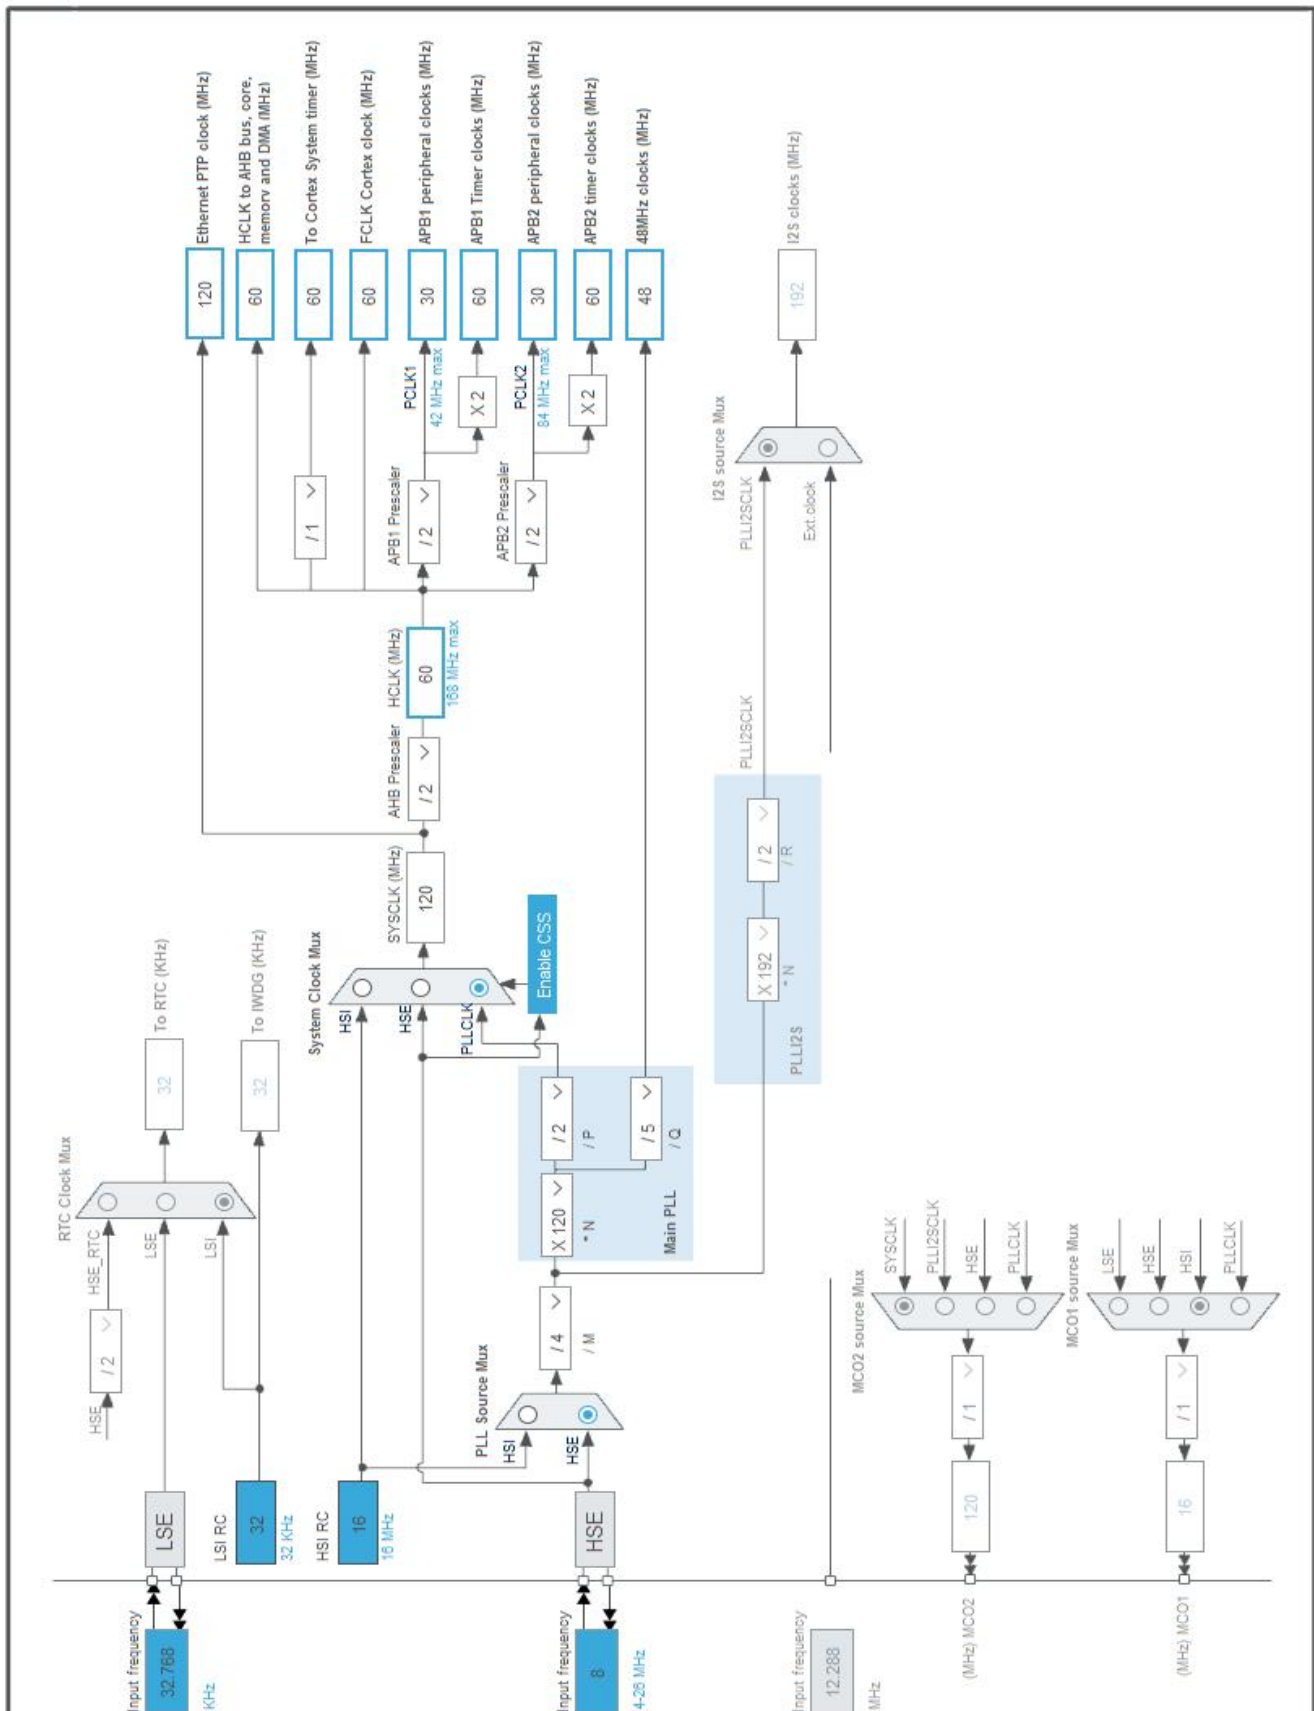 Input frequency
32.768
KHz
LSE
HSE
/ 2
HSE_RTC
LSE
LSI
RTC Clock Mux
32
To RTC (KHz)
LSI RC
32
32 KHz
32
To IWDG (KHz)
HSI RC
16
16 MHz
System Clock Mux
HSI
HSE
PLLCLK
Enable CSS
SYSCLK (MHz)
120
AHB Prescaler
/ 2
HCLK (MHz)
60
168 MHz max
120
Ethernet PTP clock (MHz)
60
HCLK to AHB bus, core,
memory and DMA (MHz)
/ 1
60
To Cortex System timer (MHz)
60
FCLK Cortex clock (MHz)
APB1 Prescaler
/ 2
PCLK1
42 MHz max
30
APB1 peripheral clocks (MHz)
X 2
60
APB1 Timer clocks (MHz)
APB2 Prescaler
/ 2
PCLK2
84 MHz max
30
APB2 peripheral clocks (MHz)
X 2
60
APB2 timer clocks (MHz)
48
48MHz clocks (MHz)
Input frequency
8
4-26 MHz
HSE
PLL Source Mux
HSI
HSE
/ 4
/ M
X 120
* N
/ 2
/ P
/ 5
/ Q
Main PLL
PLLI2S
X 192
* N
/ 2
/ R
PLLI2SCLK
I2S source Mux
PLLI2SCLK
Ext.clock
192
I2S clocks (MHz)
Input frequency
12.288
MHz
MCO2 source Mux
SYSCLK
PLLI2SCLK
HSE
PLLCLK
/ 1
120
(MHz) MCO2
MCO1 source Mux
LSE
HSE
HSI
PLLCLK
/ 1
16
(MHz) MCO1